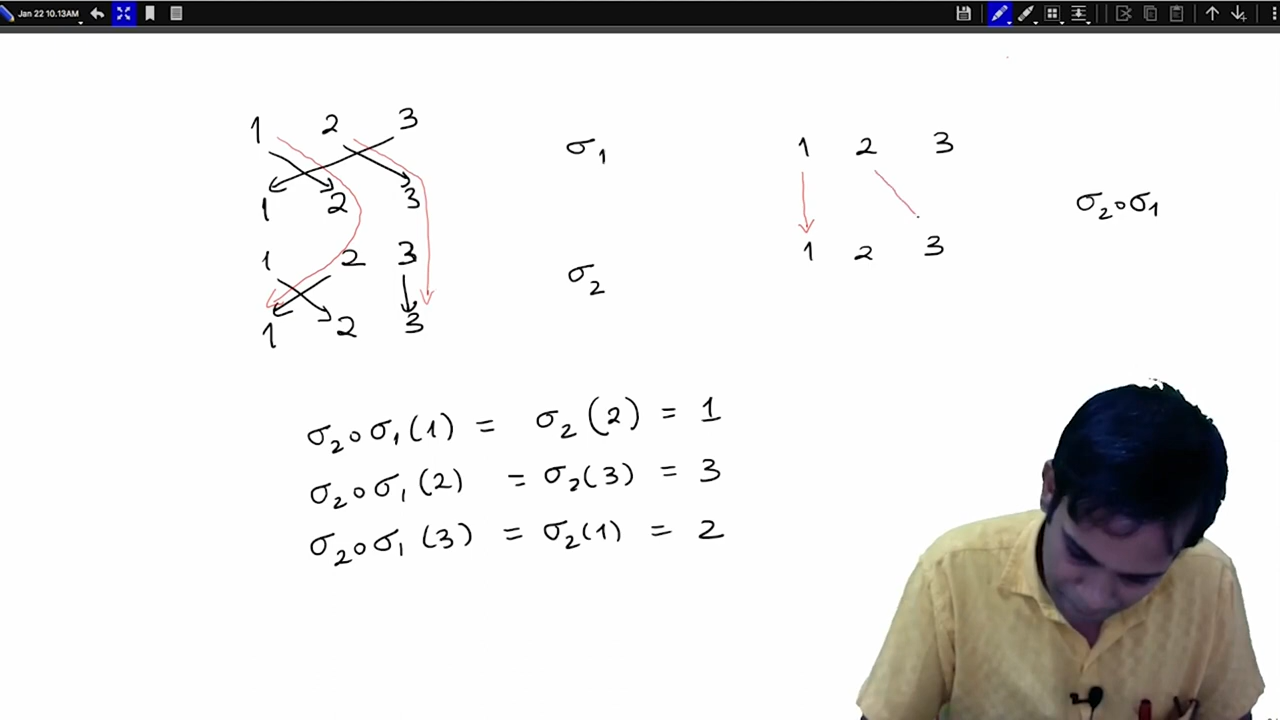 Jan 22 10.13AM
1 2 3
1 2 3
σ₁
1 2 3
1 2 3
σ₂
1 2 3
1 2 3
σ₂∘σ₁
σ₂∘σ₁(1) = σ₂(2) = 1
σ₂∘σ₁(2) = σ₂(3) = 3
σ₂∘σ₁(3) = σ₂(1) = 2